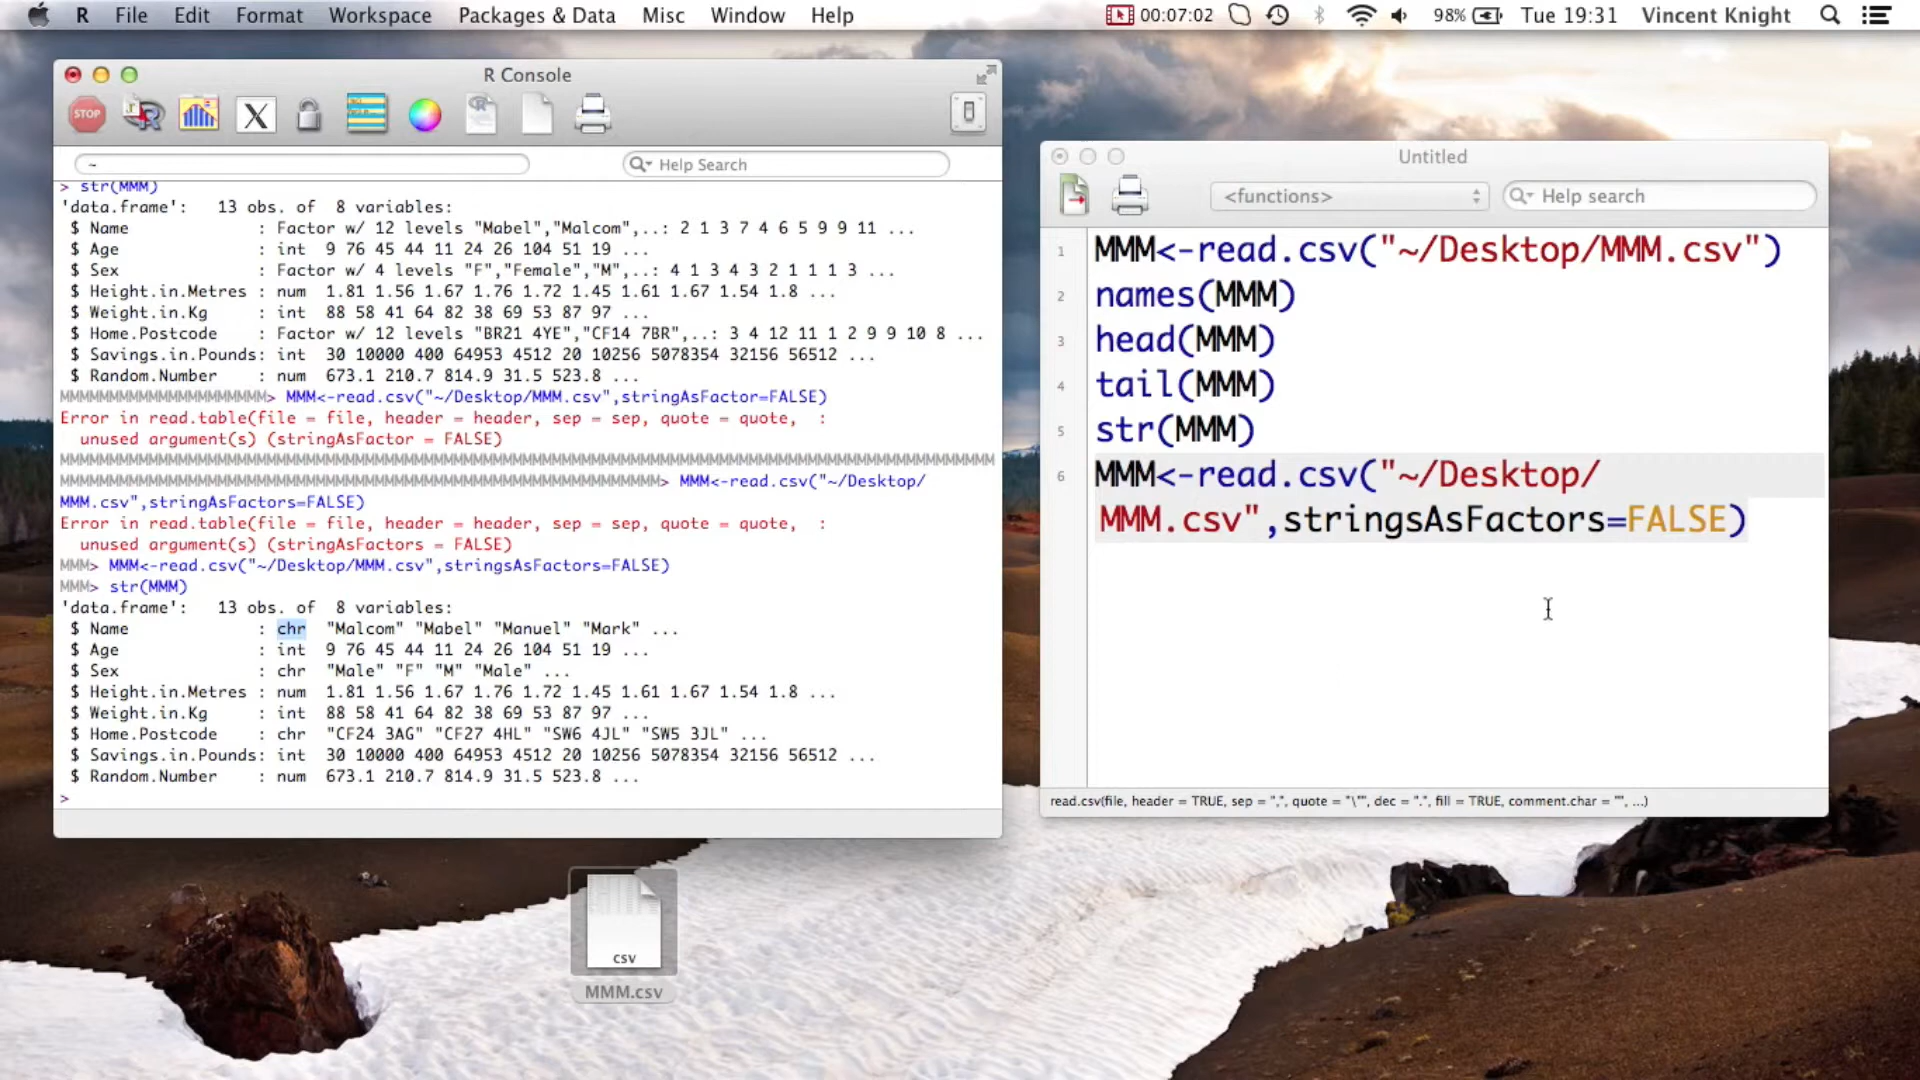 R File Edit Format Workspace Packages & Data Misc Window Help 00:07:02 98% Tue 19:31 Vincent Knight
R Console
STOP
~ Help Search
> str(MMM)
'data.frame': 13 obs. of 8 variables:
$ Name : Factor w/ 12 levels "Mabel","Malcom",..: 2 1 3 7 4 6 5 9 9 11 ...
$ Age : int 9 76 45 44 11 24 26 104 51 19 ...
$ Sex : Factor w/ 4 levels "F","Female","M",..: 4 1 3 4 3 2 1 1 1 3 ...
$ Height.in.Metres : num 1.81 1.56 1.67 1.76 1.72 1.45 1.61 1.67 1.54 1.8 ...
$ Weight.in.Kg : int 88 58 41 64 82 38 69 53 87 97 ...
$ Home.Postcode : Factor w/ 12 levels "BR21 4YE","CF14 7BR",..: 3 4 12 11 1 2 9 9 10 8 ...
$ Savings.in.Pounds: int 30 10000 400 64953 4512 20 10256 5078354 32156 56512 ...
$ Random.Number : num 673.1 210.7 814.9 31.5 523.8 ...
> MMM<-read.csv("~/Desktop/MMM.csv",stringAsFactor=FALSE)
Error in read.table(file = file, header = header, sep = sep, quote = quote, :
unused argument(s) (stringAsFactor = FALSE)
> MMM<-read.csv("~/Desktop/
MMM.csv",stringAsFactors=FALSE)
Error in read.table(file = file, header = header, sep = sep, quote = quote, :
unused argument(s) (stringAsFactors = FALSE)
MMM> MMM<-read.csv("~/Desktop/MMM.csv",stringsAsFactors=FALSE)
MMM> str(MMM)
'data.frame': 13 obs. of 8 variables:
$ Name : chr "Malcom" "Mabel" "Manuel" "Mark" ...
$ Age : int 9 76 45 44 11 24 26 104 51 19 ...
$ Sex : chr "Male" "F" "M" "Male" ...
$ Height.in.Metres : num 1.81 1.56 1.67 1.76 1.72 1.45 1.61 1.67 1.54 1.8 ...
$ Weight.in.Kg : int 88 58 41 64 82 38 69 53 87 97 ...
$ Home.Postcode : chr "CF24 3AG" "CF27 4HL" "SW6 4JL" "SW5 3JL" ...
$ Savings.in.Pounds: int 30 10000 400 64953 4512 20 10256 5078354 32156 56512 ...
$ Random.Number : num 673.1 210.7 814.9 31.5 523.8 ...
>
Untitled
<functions> Help search
1 MMM<-read.csv("~/Desktop/MMM.csv")
2 names(MMM)
3 head(MMM)
4 tail(MMM)
5 str(MMM)
6 MMM<-read.csv("~/Desktop/
MMM.csv",stringsAsFactors=FALSE)
read.csv(file, header = TRUE, sep = ",", quote = "\"", dec = ".", fill = TRUE, comment.char = "", ...)
csv
MMM.csv